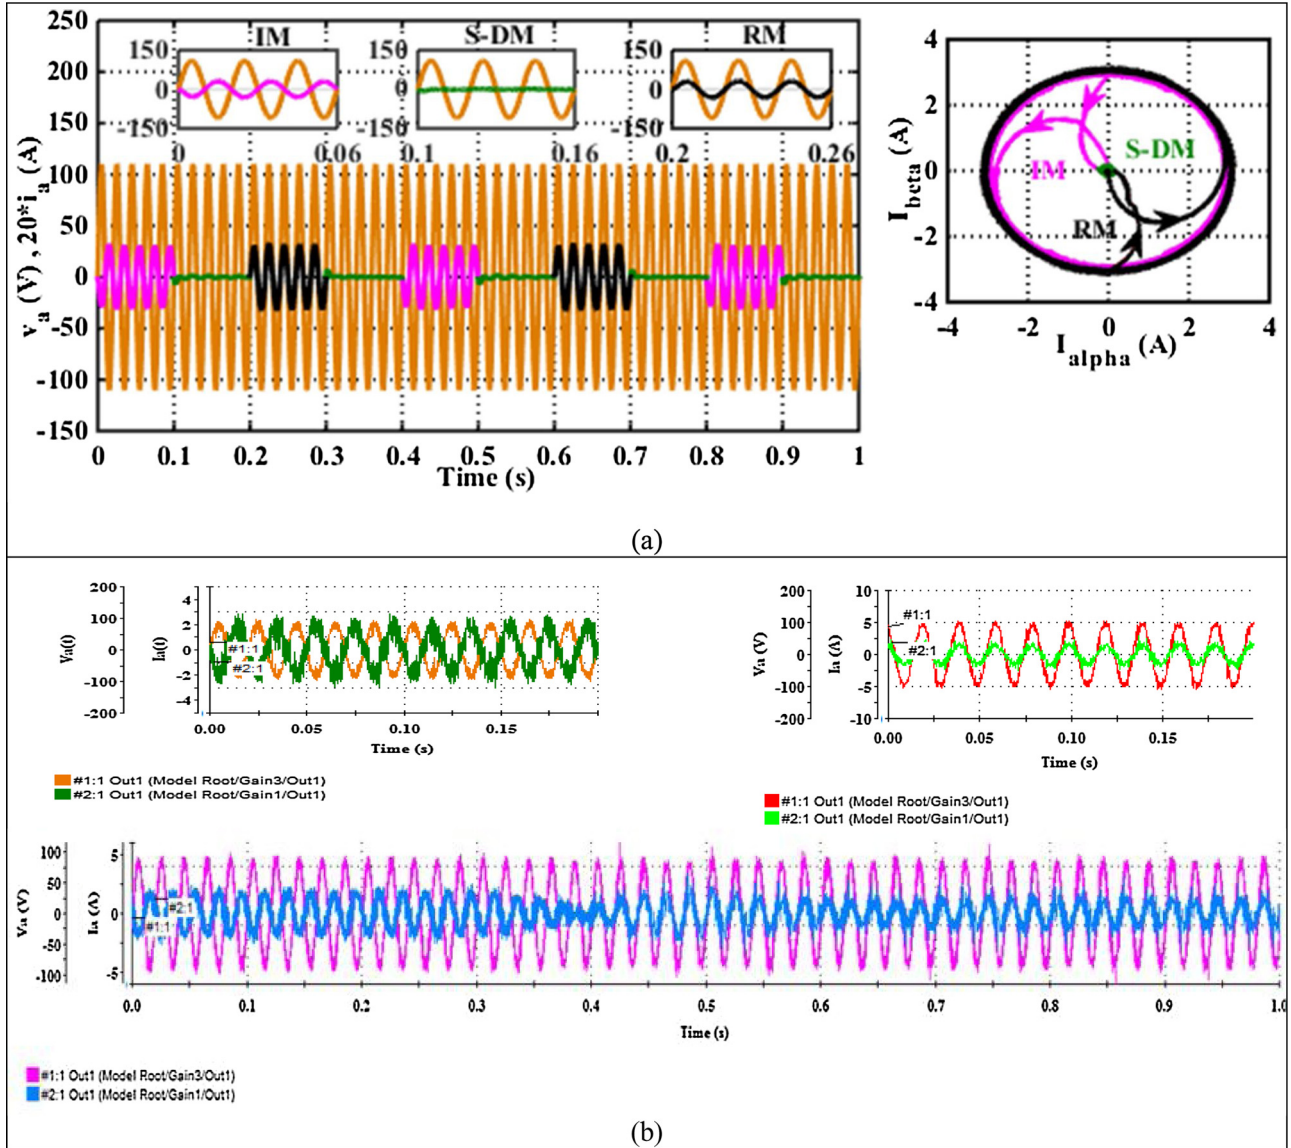 250
200
150
100
50
0
-50
-100
-150
v_a (V) , 20*i_a (A)
IM
S-DM
RM
150
0
-150
0
0.06
150
0
-150
0.1
0.16
150
0
-150
0.2
0.26
0 0.1 0.2 0.3 0.4 0.5 0.6 0.7 0.8 0.9 1
Time (s)
4
2
0
-2
-4
I_beta (A)
S-DM
IM
RM
-4 -2 0 2 4
I_alpha (A)
(a)
200
100
0
-100
-200
Va(t)
4
2
0
-2
-4
Ia(t)
#1:1
#2:1
0.00 0.05 0.10 0.15
Time (s)
#1:1 Out1 (Model Root/Gain3/Out1)
#2:1 Out1 (Model Root/Gain1/Out1)
200
100
0
-100
-200
Va (V)
10
5
0
-5
-10
Ia (A)
#1:1
#2:1
0.00 0.05 0.10 0.15
Time (s)
#1:1 Out1 (Model Root/Gain3/Out1)
#2:1 Out1 (Model Root/Gain1/Out1)
100
50
0
-50
-100
Va (V)
5
0
-5
Ia (A)
#2:1
#1:1
0.0 0.1 0.2 0.3 0.4 0.5 0.6 0.7 0.8 0.9 1.0
Time (s)
#1:1 Out1 (Model Root/Gain3/Out1)
#2:1 Out1 (Model Root/Gain1/Out1)
(b)